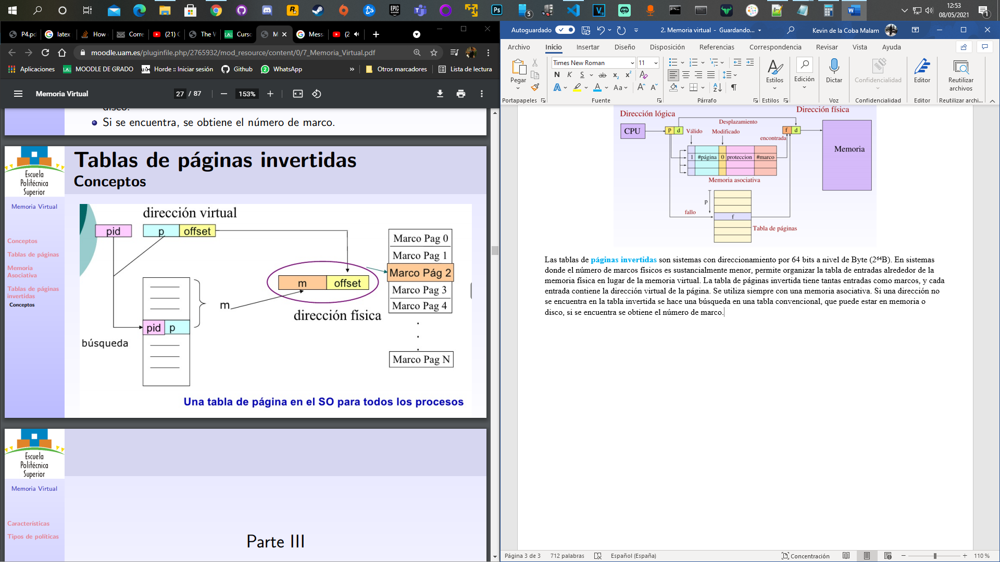 12:53
08/05/2021
5
1
P4.pd
latex
How
Corre
(21) C
The W
Curso
M
Mess
(2
moodle.uam.es/pluginfile.php/2765932/mod_resource/content/0/7_Memoria_Virtual.pdf
Aplicaciones
MOODLE DE GRADO
Horde :: Iniciar sesión
Github
WhatsApp
»
Otros marcadores
Lista de lectura
Memoria Virtual
27 / 87
153%
disco.
Si se encuentra, se obtiene el número de marco.
Escuela
Politécnica
Superior
Memoria Virtual
Conceptos
Tablas de páginas
Memoria
Asociativa
Tablas de páginas
invertidas
Conceptos
Tablas de páginas invertidas
Conceptos
dirección virtual
pid
p
offset
Marco Pag 0
Marco Pag 1
Marco Pág 2
Marco Pag 3
Marco Pag 4
.
.
.
Marco Pag N
m
offset
m
dirección física
pid
p
búsqueda
Una tabla de página en el SO para todos los procesos
Escuela
Politécnica
Superior
Memoria Virtual
Características
Tipos de políticas
Parte III
Autoguardado
2. Memoria virtual - Guardando...
Kevin de la Coba Malam
Archivo
Inicio
Insertar
Diseño
Disposición
Referencias
Correspondencia
Revisar
Vista
Ayuda
Pegar
Times New Roman
11
N K S ab x₂ x²
A A Aa A A
Estilos
Edición
Dictar
Confidencialidad
Editor
Reutilizar
archivos
Portapapeles
Fuente
Párrafo
Estilos
Voz
Confidencialidad
Editor
Reutilizar archi...
Dirección lógica
Dirección física
Desplazamiento
CPU
p d
Válido
Modificado
f d
encontrada
Memoria
1 #página 0 proteccion #marco
Memoria asociativa
p
fallo
f
Tabla de páginas
Las tablas de páginas invertidas son sistemas con direccionamiento por 64 bits a nivel de Byte (2⁶⁴B). En sistemas
donde el número de marcos físicos es sustancialmente menor, permite organizar la tabla de entradas alrededor de la
memoria física en lugar de la memoria virtual. La tabla de páginas invertida tiene tantas entradas como marcos, y cada
entrada contiene la dirección virtual de la página. Se utiliza siempre con una memoria asociativa. Si una dirección no
se encuentra en la tabla invertida se hace una búsqueda en una tabla convencional, que puede estar en memoria o
disco, si se encuentra se obtiene el número de marco.
Página 3 de 3
712 palabras
Español (España)
Concentración
110 %